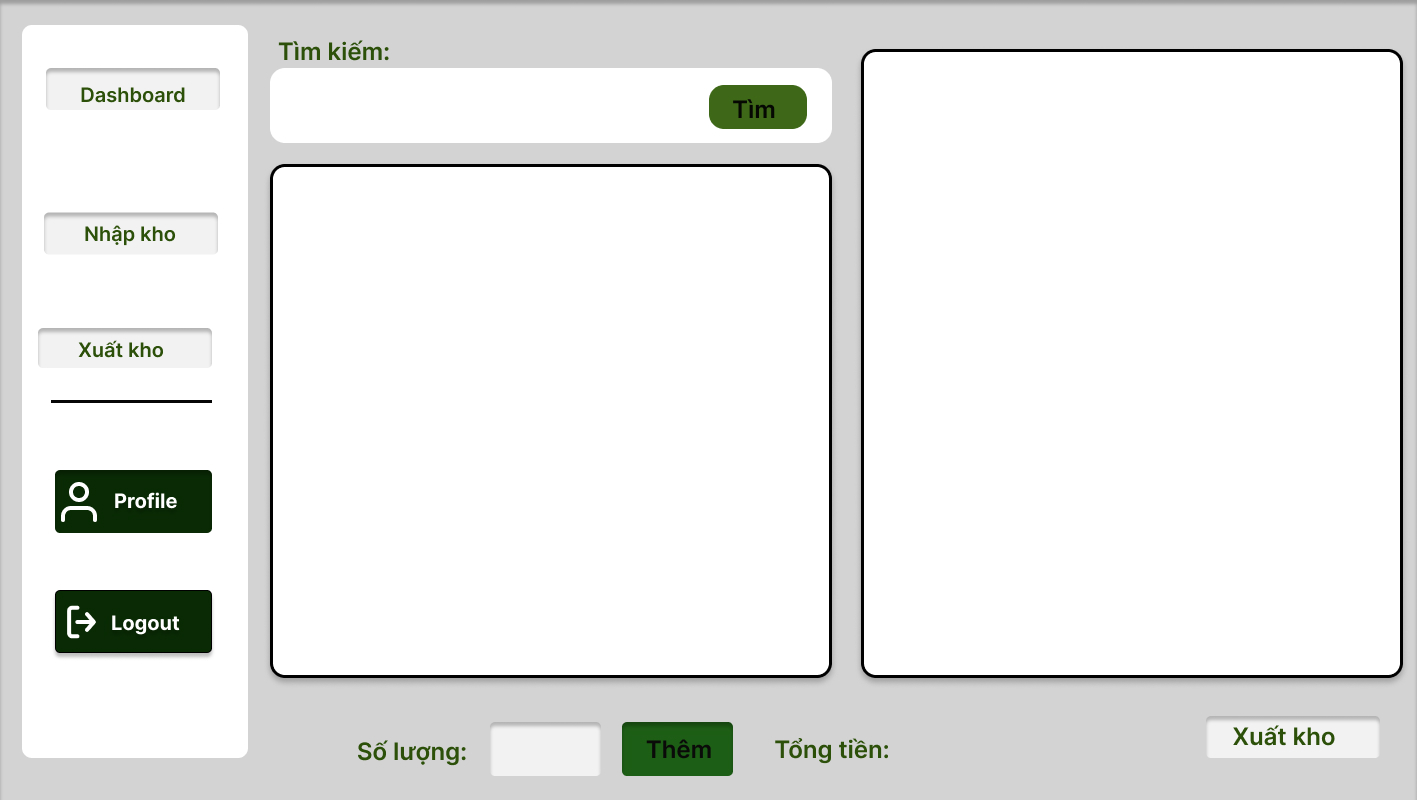 Dashboard
Nhập kho
Xuất kho
Profile
Logout
Tìm kiếm:
Tìm
Số lượng:
Thêm
Tổng tiền:
Xuất kho